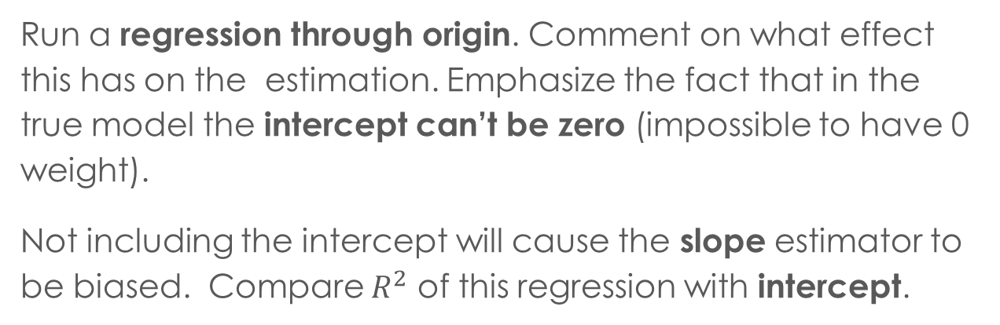 Run a regression through origin. Comment on what effect
this has on the  estimation. Emphasize the fact that in the
true model the intercept can’t be zero (impossible to have 0
weight).
Not including the intercept will cause the slope estimator to
be biased.  Compare R² of this regression with intercept.